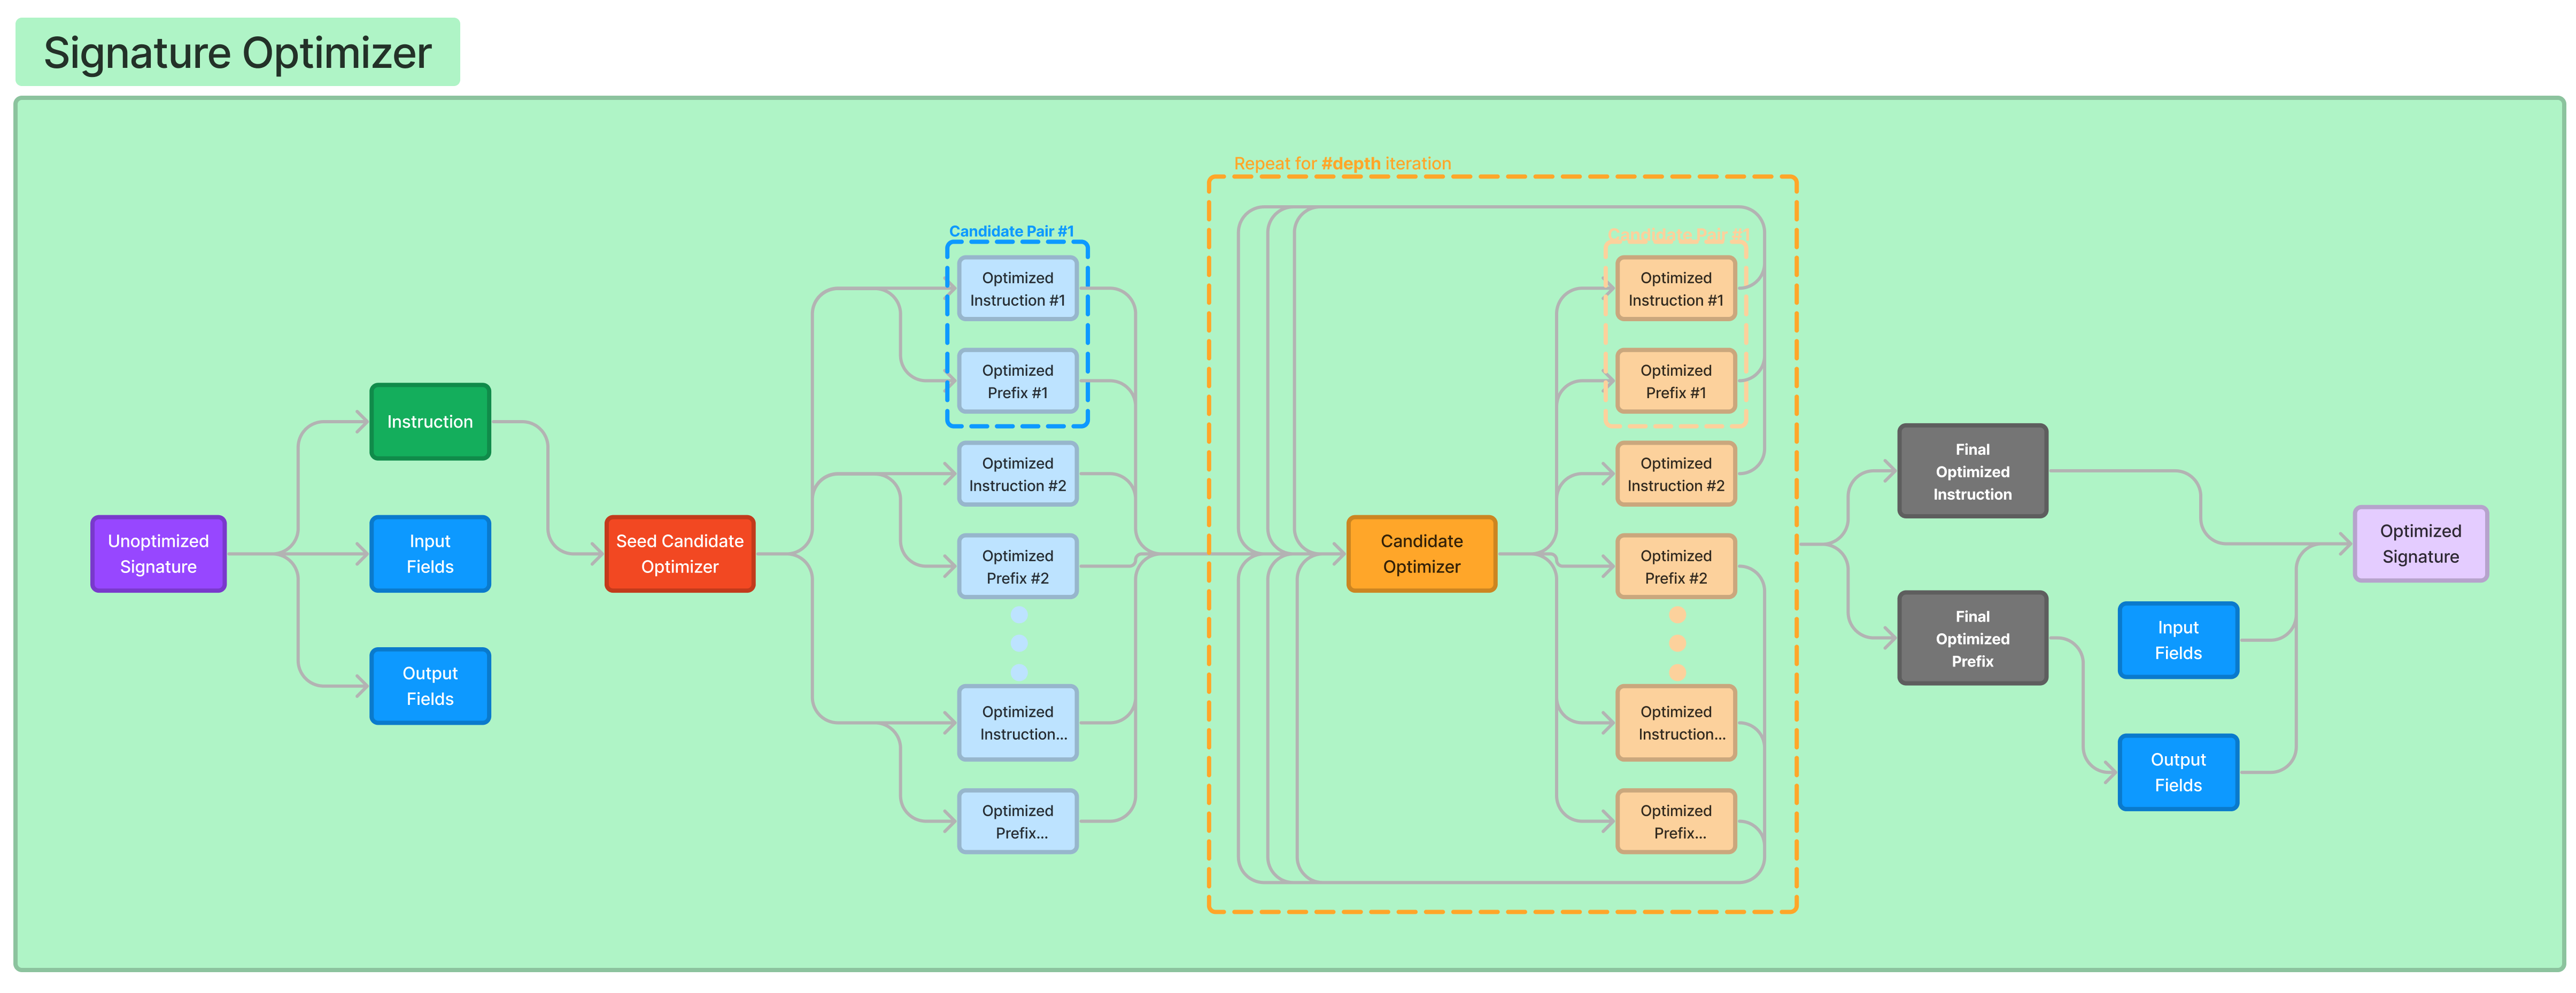 Signature Optimizer
Repeat for #depth iteration
Candidate Pair #1
Candidate Pair #1
Optimized
Instruction #1
Optimized
Prefix #1
Optimized
Instruction #2
Optimized
Prefix #2
Optimized
Instruction...
Optimized
Prefix...
Unoptimized
Signature
Instruction
Input
Fields
Output
Fields
Seed Candidate
Optimizer
Candidate
Optimizer
Optimized
Instruction #1
Optimized
Prefix #1
Optimized
Instruction #2
Optimized
Prefix #2
Optimized
Instruction...
Optimized
Prefix...
Final
Optimized
Instruction
Final
Optimized
Prefix
Input
Fields
Output
Fields
Optimized
Signature